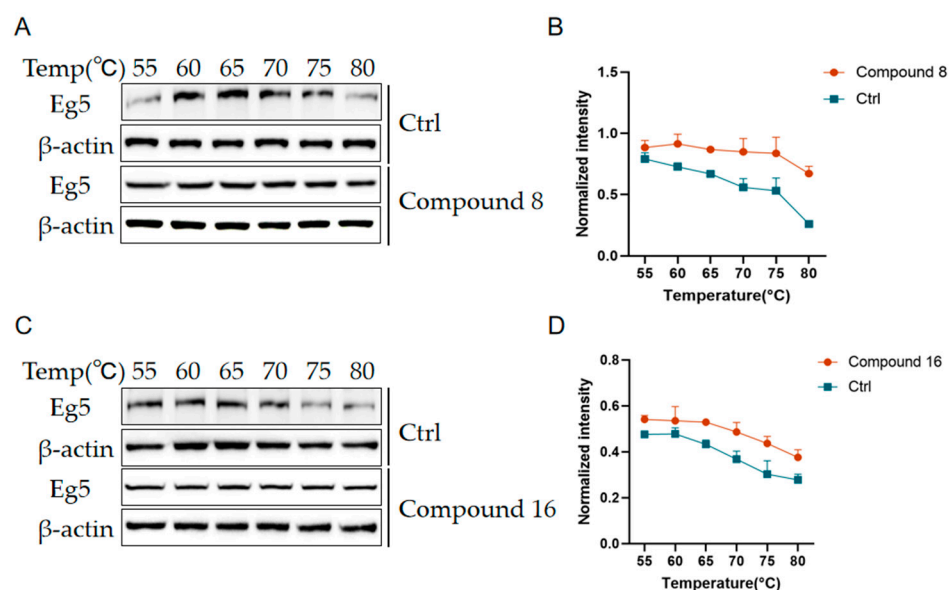 A
Temp(℃) 55 60 65 70 75 80
Eg5
β-actin
Ctrl
Eg5
β-actin
Compound 8
B
Compound 8
Ctrl
Normalized intensity
1.5
1.0
0.5
0.0
55 60 65 70 75 80
Temperature(°C)
C
Temp(℃) 55 60 65 70 75 80
Eg5
β-actin
Ctrl
Eg5
β-actin
Compound 16
D
Compound 16
Ctrl
Normalized intensity
0.8
0.6
0.4
0.2
0.0
55 60 65 70 75 80
Temperature(°C)